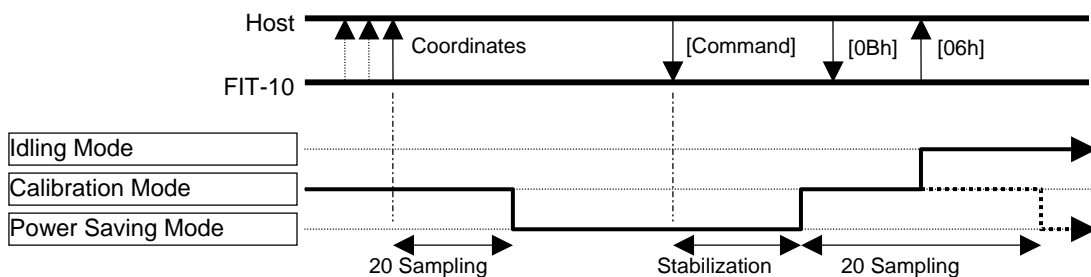 Host
Coordinates [Command] [0Bh] [06h]
FIT-10
Idling Mode
Calibration Mode
Power Saving Mode
20 Sampling Stabilization 20 Sampling